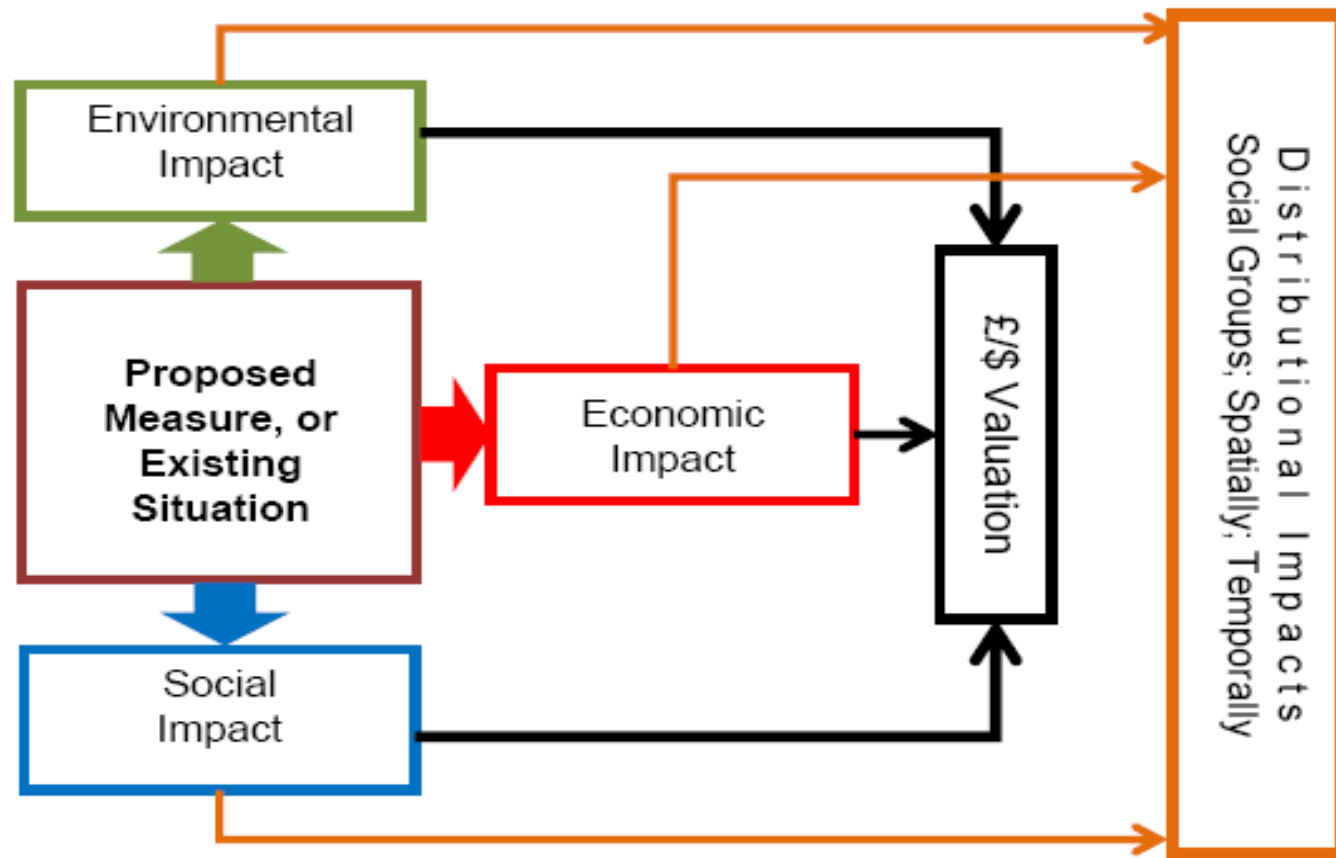 Environmental
Impact
Proposed
Measure, or
Existing
Situation
Economic
Impact
Social
Impact
£/$ Valuation
Distributional Impacts
Social Groups; Spatially; Temporally